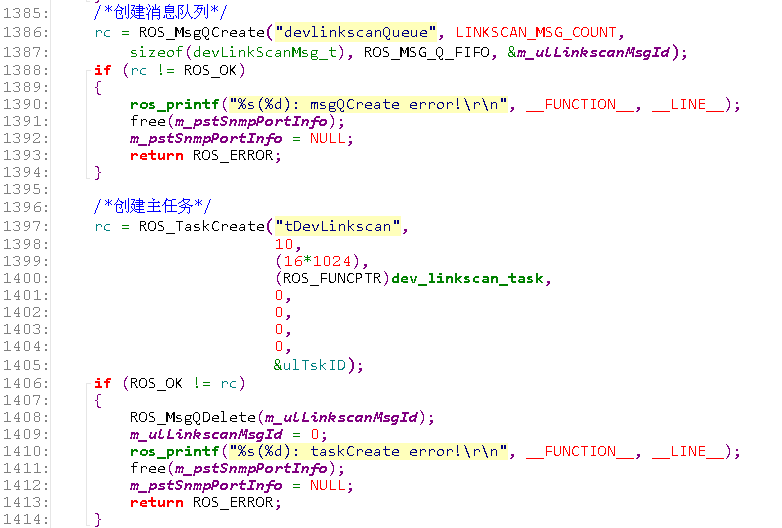 1385: /*创建消息队列*/
1386: rc = ROS_MsgQCreate("devlinkscanQueue", LINKSCAN_MSG_COUNT,
1387: sizeof(devLinkScanMsg_t), ROS_MSG_Q_FIFO, &m_ulLinkscanMsgId);
1388: if (rc != ROS_OK)
1389: {
1390: ros_printf("%s(%d): msgQCreate error!\r\n", __FUNCTION__, __LINE__);
1391: free(m_pstSnmpPortInfo);
1392: m_pstSnmpPortInfo = NULL;
1393: return ROS_ERROR;
1394: }
1395:
1396: /*创建主任务*/
1397: rc = ROS_TaskCreate("tDevLinkscan",
1398: 10,
1399: (16*1024),
1400: (ROS_FUNCPTR)dev_linkscan_task,
1401: 0,
1402: 0,
1403: 0,
1404: 0,
1405: &ulTskID);
1406: if (ROS_OK != rc)
1407: {
1408: ROS_MsgQDelete(m_ulLinkscanMsgId);
1409: m_ulLinkscanMsgId = 0;
1410: ros_printf("%s(%d): taskCreate error!\r\n", __FUNCTION__, __LINE__);
1411: free(m_pstSnmpPortInfo);
1412: m_pstSnmpPortInfo = NULL;
1413: return ROS_ERROR;
1414: }